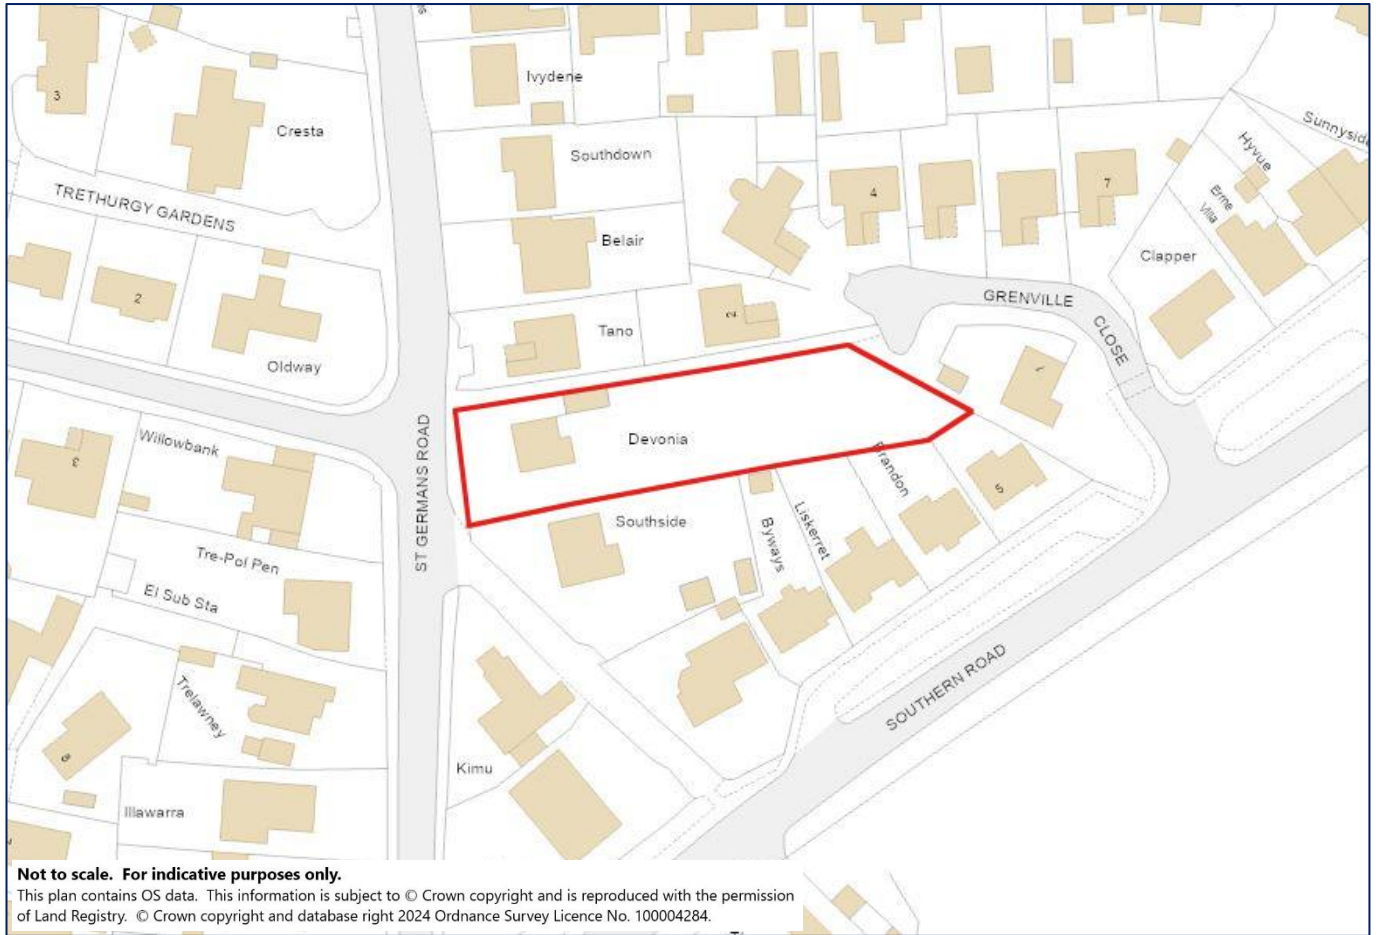 Ivydene
3
Cresta
Southdown
Sunnyside
Hyvue
4
7
Erme
Villa
TRETHURGY GARDENS
Belair
Clapper
2
GRENVILLE
CLOSE
Tano
2
Oldway
1
ST GERMANS ROAD
Devonia
Willowbank
3
Brandon
5
Southside
Byways
Liskerret
Tre-Pol Pen
El Sub Sta
SOUTHERN ROAD
Trelawney
8
Kimu
Illawarra
Not to scale. For indicative purposes only.
This plan contains OS data. This information is subject to © Crown copyright and is reproduced with the permission
of Land Registry. © Crown copyright and database right 2024 Ordnance Survey Licence No. 100004284.